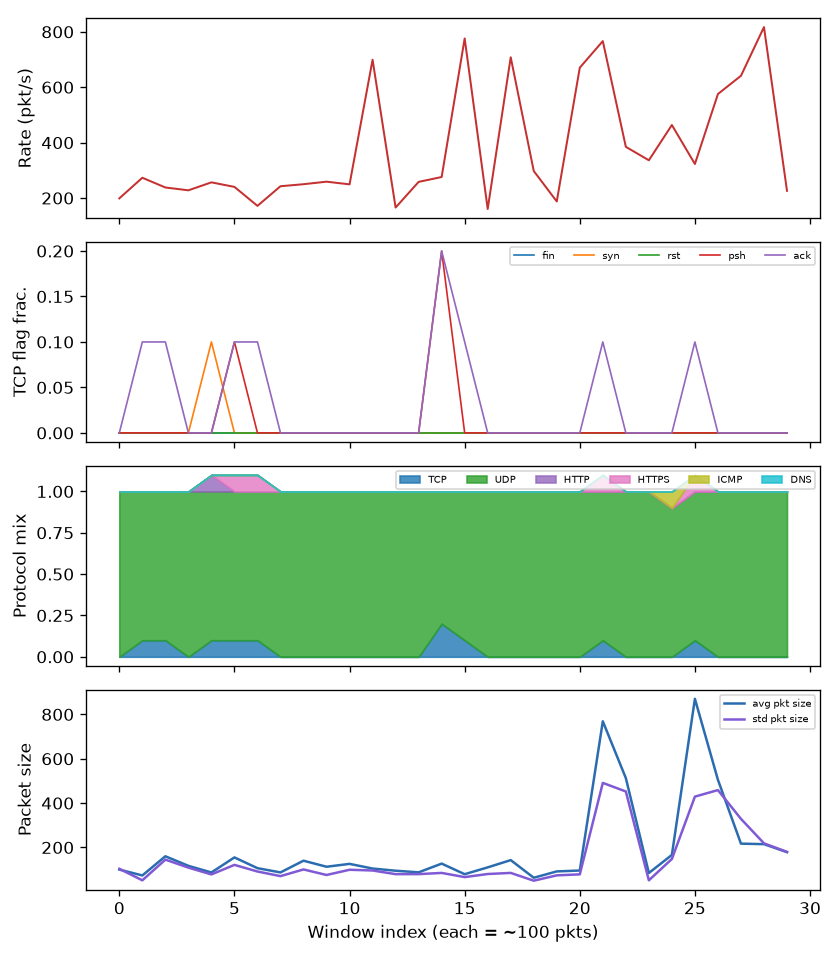 800
600
400
200
Rate (pkt/s)
0.20
0.15
0.10
0.05
0.00
TCP flag frac.
fin syn rst psh ack
1.00
0.75
0.50
0.25
0.00
Protocol mix
TCP UDP HTTP HTTPS ICMP DNS
800
600
400
200
Packet size
avg pkt size
std pkt size
0 5 10 15 20 25 30
Window index (each = ~100 pkts)